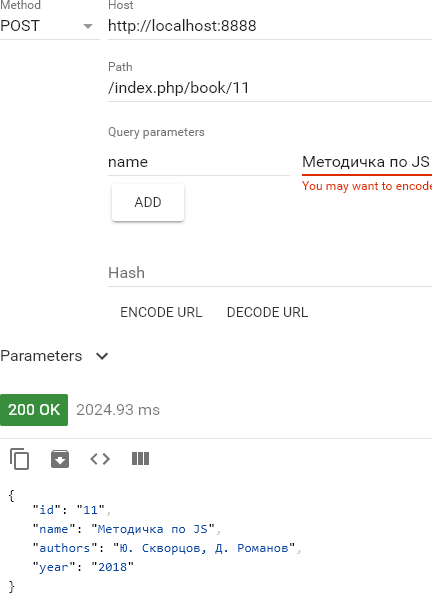 Method Host
POST http://localhost:8888
Path
/index.php/book/11
Query parameters
name Методичка по JS
You may want to encode
ADD
Hash
ENCODE URL DECODE URL
Parameters
200 OK 2024.93 ms
{
"id": "11",
"name": "Методичка по JS",
"authors": "Ю. Скворцов, Д. Романов",
"year": "2018"
}